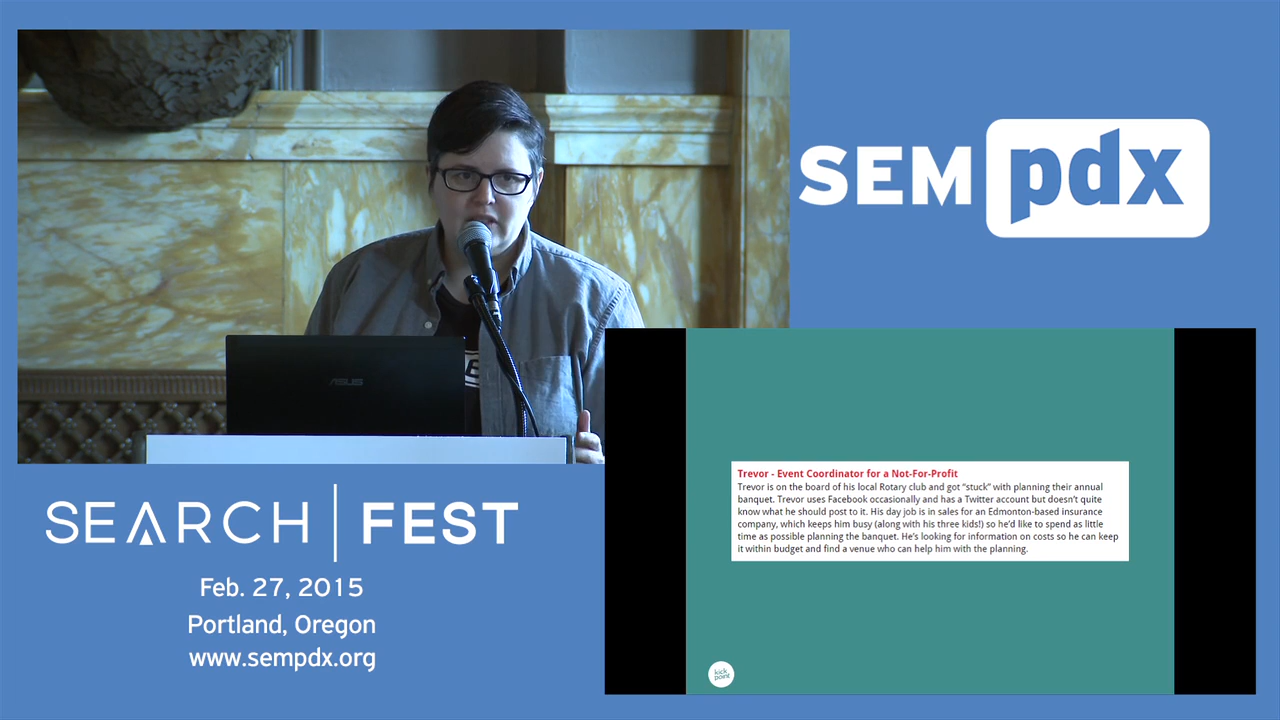 SEM pdx
ASUS
SEARCH FEST
Feb. 27, 2015
Portland, Oregon
www.sempdx.org
Trevor - Event Coordinator for a Not-For-Profit
Trevor is on the board of his local Rotary club and got “stuck” with planning their annual
banquet. Trevor uses Facebook occasionally and has a Twitter account but doesn’t quite
know what he should post to it. His day job is in sales for an Edmonton-based insurance
company, which keeps him busy (along with his three kids!) so he’d like to spend as little
time as possible planning the banquet. He’s looking for information on costs so he can keep
it within budget and find a venue who can help him with the planning.
kick
point